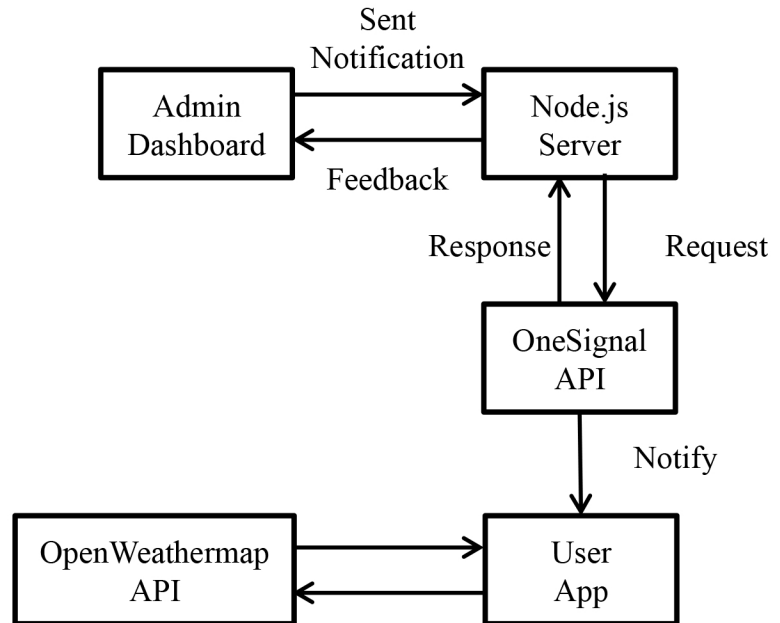 Sent
Notification
Admin
Dashboard
Node.js
Server
Feedback
Response
Request
OneSignal
API
Notify
OpenWeathermap
API
User
App